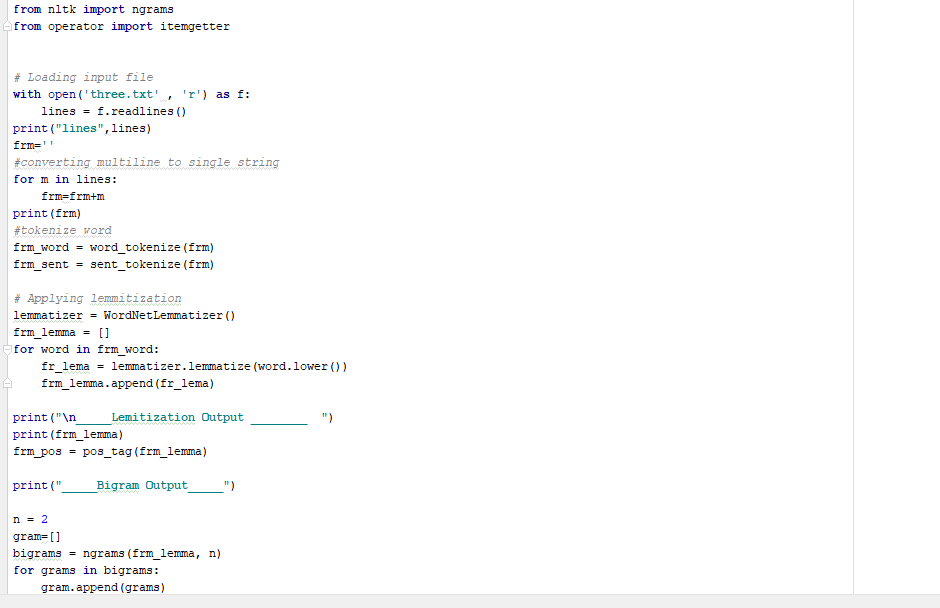 from nltk import ngrams
from operator import itemgetter
# Loading input file
with open('three.txt' , 'r') as f:
    lines = f.readlines()
print("lines",lines)
frm=''
#converting multiline to single string
for m in lines:
    frm=frm+m
print(frm)
#tokenize word
frm_word = word_tokenize(frm)
frm_sent = sent_tokenize(frm)
# Applying lemmitization
lemmatizer = WordNetLemmatizer()
frm_lemma = []
for word in frm_word:
    fr_lema = lemmatizer.lemmatize(word.lower())
    frm_lemma.append(fr_lema)
print("\n_____Lemitization Output ________  ")
print(frm_lemma)
frm_pos = pos_tag(frm_lemma)
print("_____Bigram Output_____")
n = 2
gram=[]
bigrams = ngrams(frm_lemma, n)
for grams in bigrams:
    gram.append(grams)